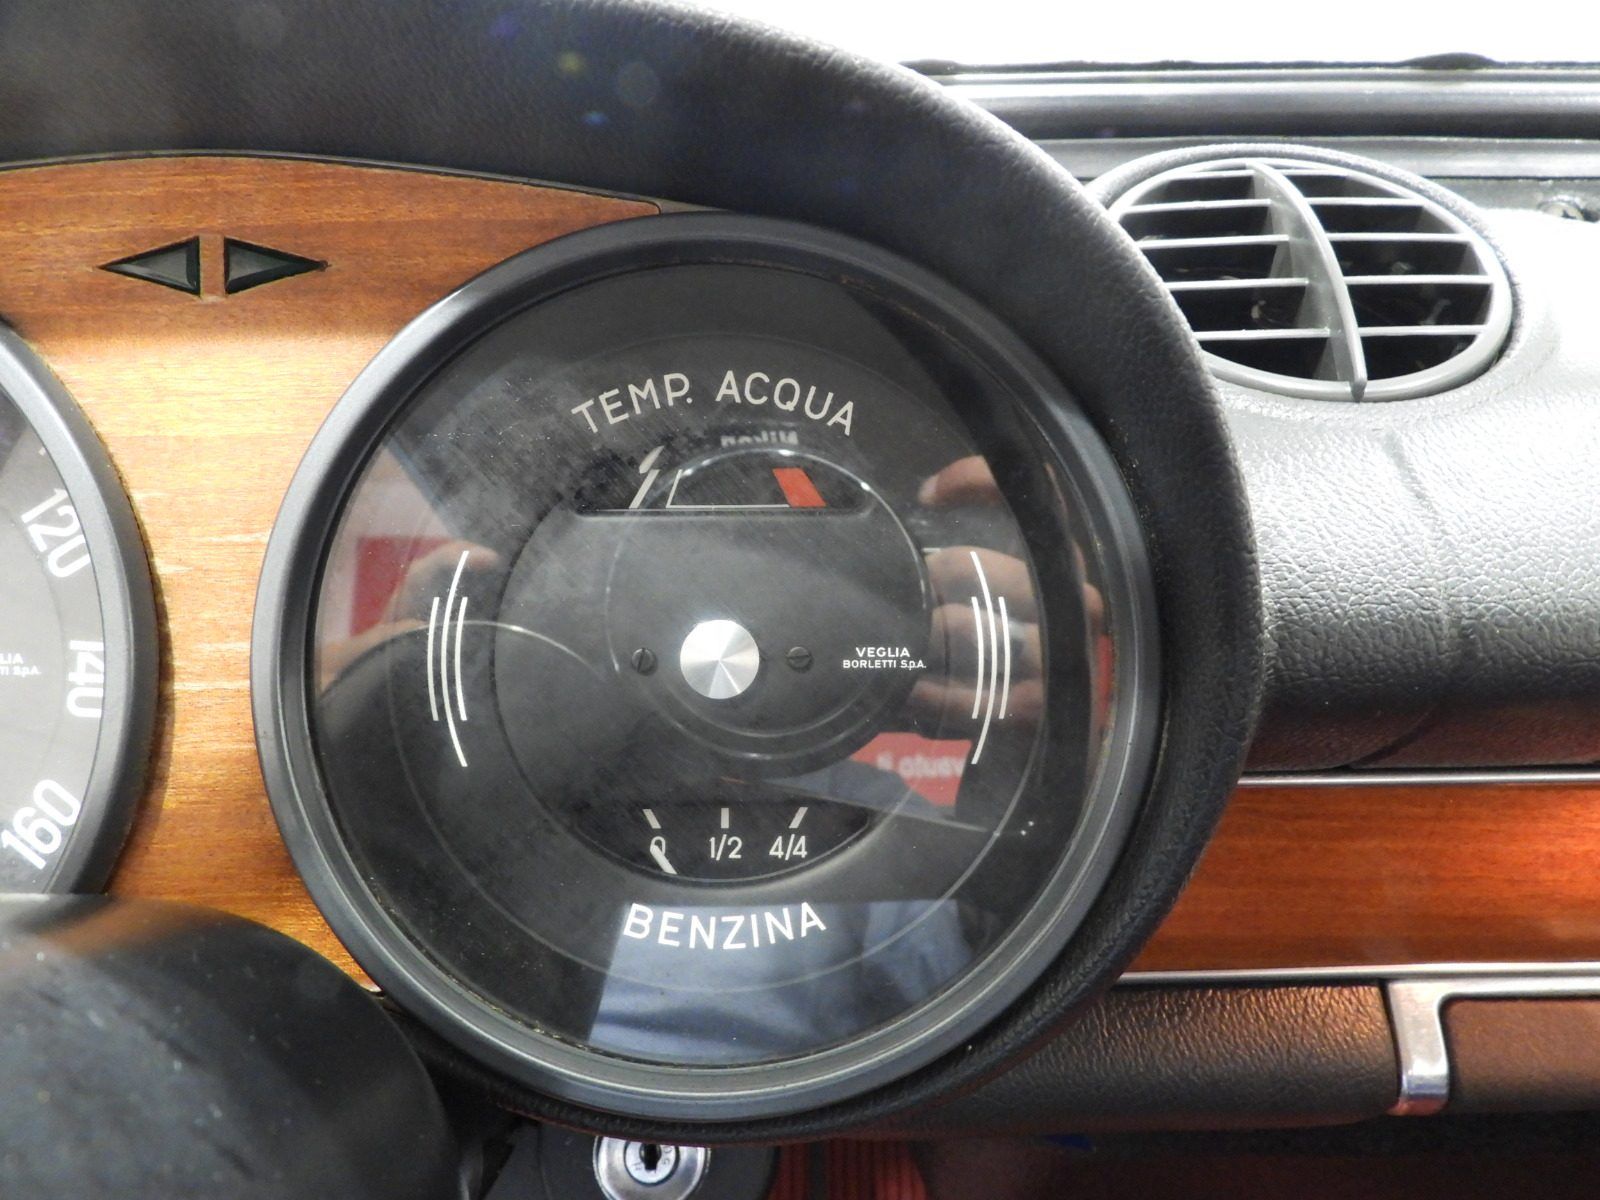 TEMP. ACQUA
VEGLIA
BORLETTI S.p.A.
0 1/2 4/4
BENZINA
120
140
160